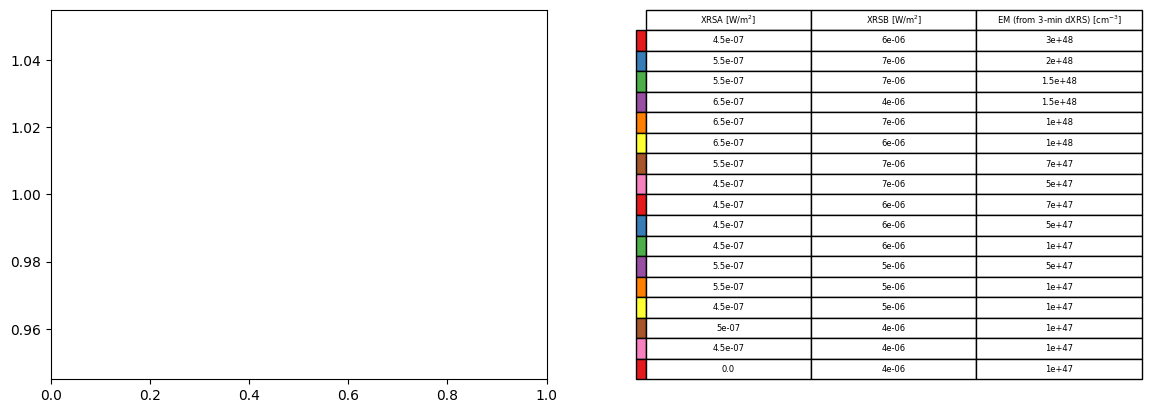 1.04
1.02
1.00
0.98
0.96
0.0 0.2 0.4 0.6 0.8 1.0
XRSA [W/m²] XRSB [W/m²] EM (from 3-min dXRS) [cm⁻³]
4.5e-07 6e-06 3e+48
5.5e-07 7e-06 2e+48
5.5e-07 7e-06 1.5e+48
6.5e-07 4e-06 1.5e+48
6.5e-07 7e-06 1e+48
6.5e-07 6e-06 1e+48
5.5e-07 7e-06 7e+47
4.5e-07 7e-06 5e+47
4.5e-07 6e-06 7e+47
4.5e-07 6e-06 5e+47
4.5e-07 6e-06 1e+47
5.5e-07 5e-06 5e+47
5.5e-07 5e-06 1e+47
4.5e-07 5e-06 1e+47
5e-07 4e-06 1e+47
4.5e-07 4e-06 1e+47
0.0 4e-06 1e+47